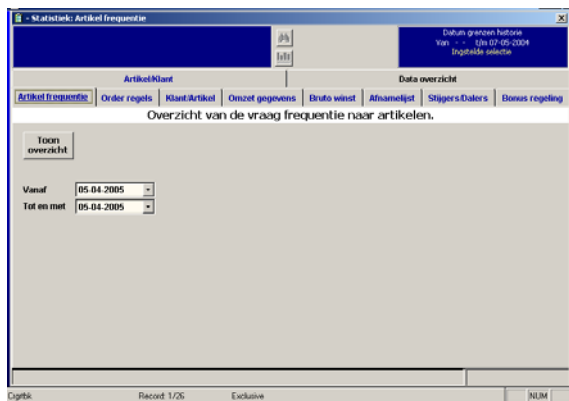 - Statistiek: Artikel frequentie
Datum grenzen historie
Van - - t/m 07-05-2004
Ingstelde selectie
Artikel/Klant
Data overzicht
Artikel frequentie
Order regels
Klant/Artikel
Omzet gegevens
Bruto winst
Afnamelijst
Stijgers/Dalers
Bonus regeling
Overzicht van de vraag frequentie naar artikelen.
Toon
overzicht
Vanaf 05-04-2005
Tot en met 05-04-2005
Record: 1/26 Exclusive NUM